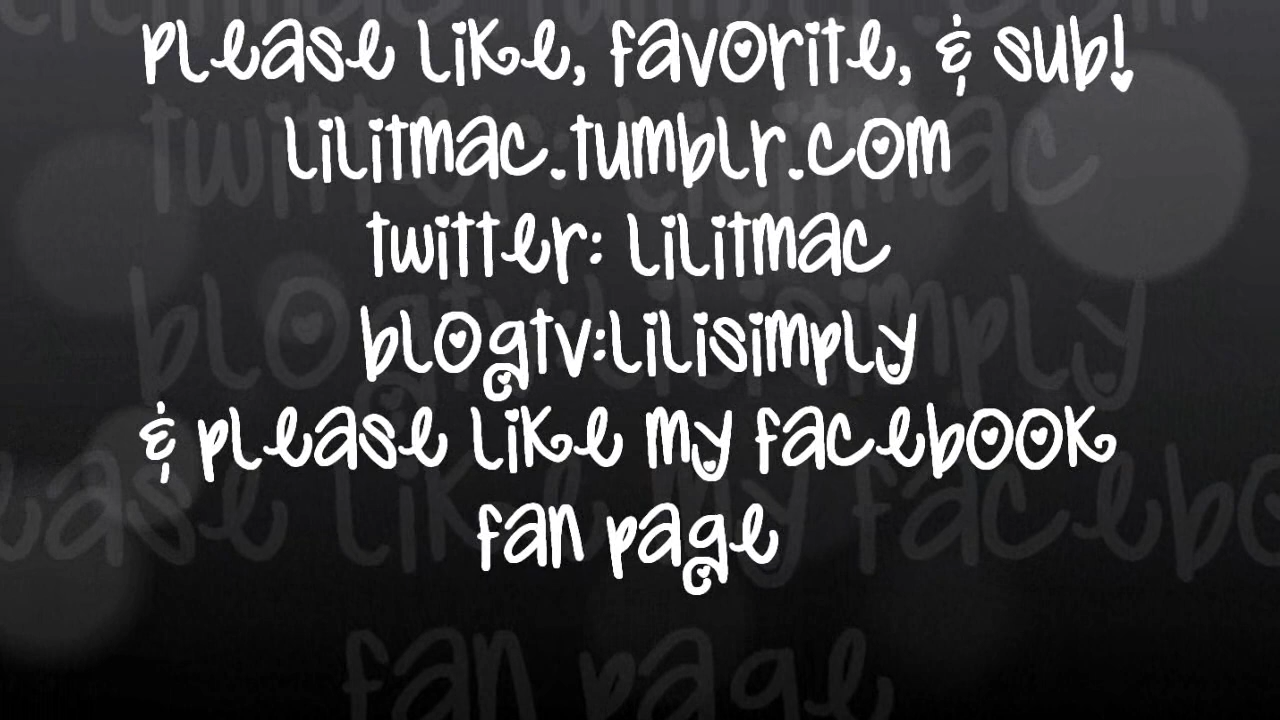 please like, favorite, & sub!
lilitmac.tumblr.com
twitter: lilitmac
blogtv:lilisimply
& please like my facebook
fan page